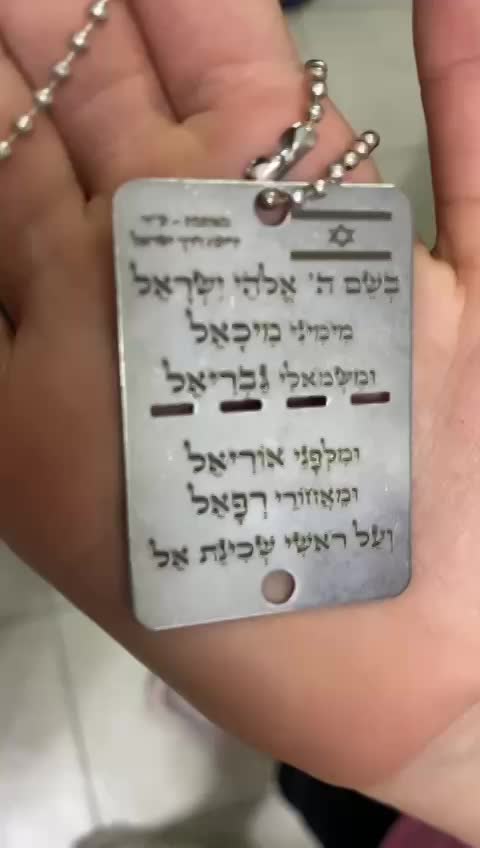 בְּשֵׁם ה' אֱלֹהֵי יִשְׂרָאֵל
מִימִינִי מִיכָאֵל
וּמִשְּׂמֹאלִי גַּבְרִיאֵל
וּמִלְּפָנַי אוּרִיאֵל
וּמֵאֲחוֹרַי רְפָאֵל
וְעַל רֹאשִׁי שְׁכִינַת אֵל